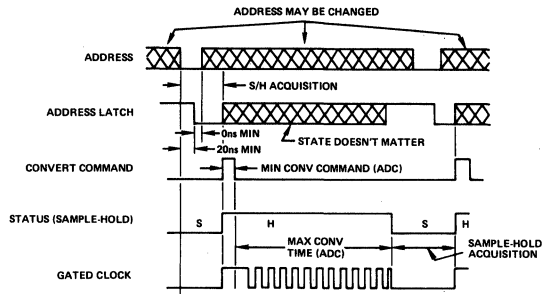 ADDRESS MAY BE CHANGED
ADDRESS
S/H ACQUISITION
ADDRESS LATCH
0ns MIN
STATE DOESN'T MATTER
20ns MIN
CONVERT COMMAND
MIN CONV COMMAND (ADC)
STATUS (SAMPLE-HOLD)
S
H
S
H
MAX CONV
TIME (ADC)
SAMPLE-HOLD
ACQUISITION
GATED CLOCK